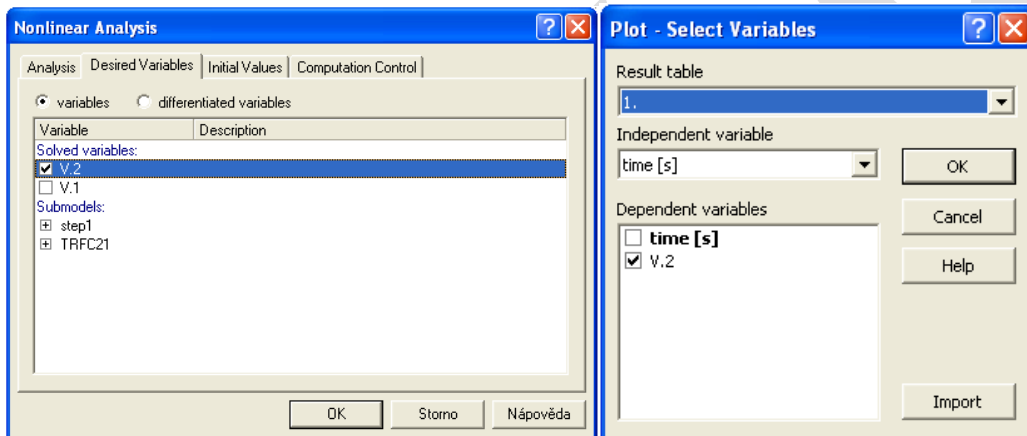 Nonlinear Analysis
Analysis Desired Variables Initial Values Computation Control
variables differentiated variables
Variable Description
Solved variables:
V.2
V.1
Submodels:
step1
TRFC21
OK Storno Nápověda
Plot - Select Variables
Result table
1.
Independent variable
time [s]
OK
Dependent variables
Cancel
time [s]
V.2
Help
Import